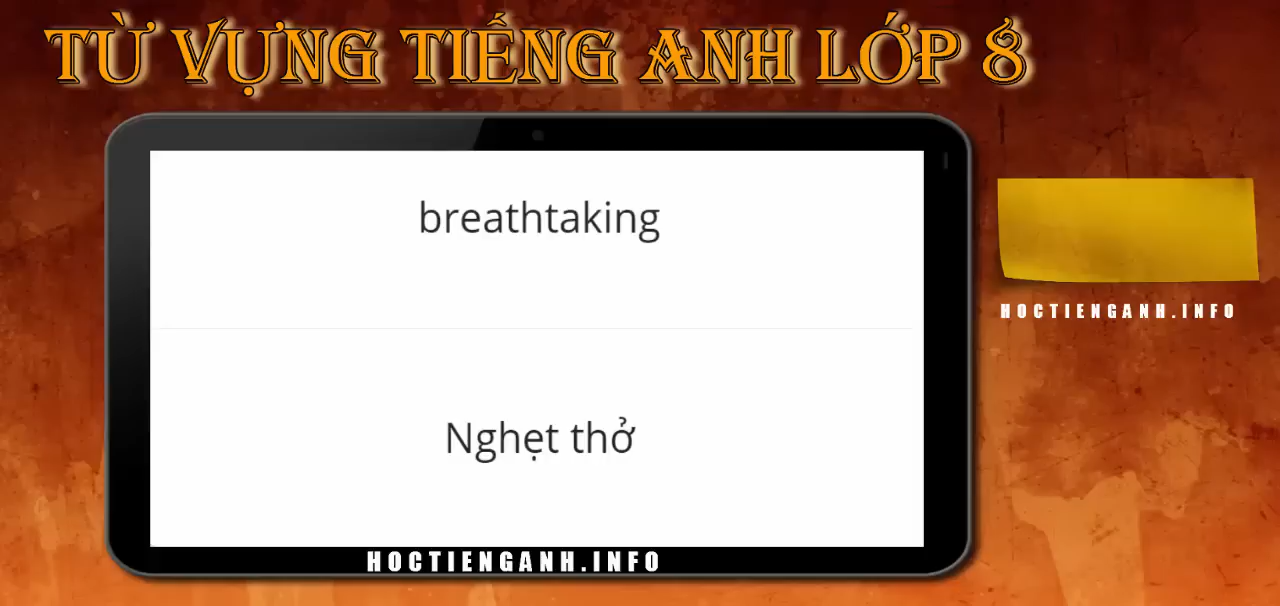 TỪ VỰNG TIẾNG ANH LỚP 8
breathtaking
Nghẹt thở
HOCTIENGANH.INFO
HOCTIENGANH.INFO